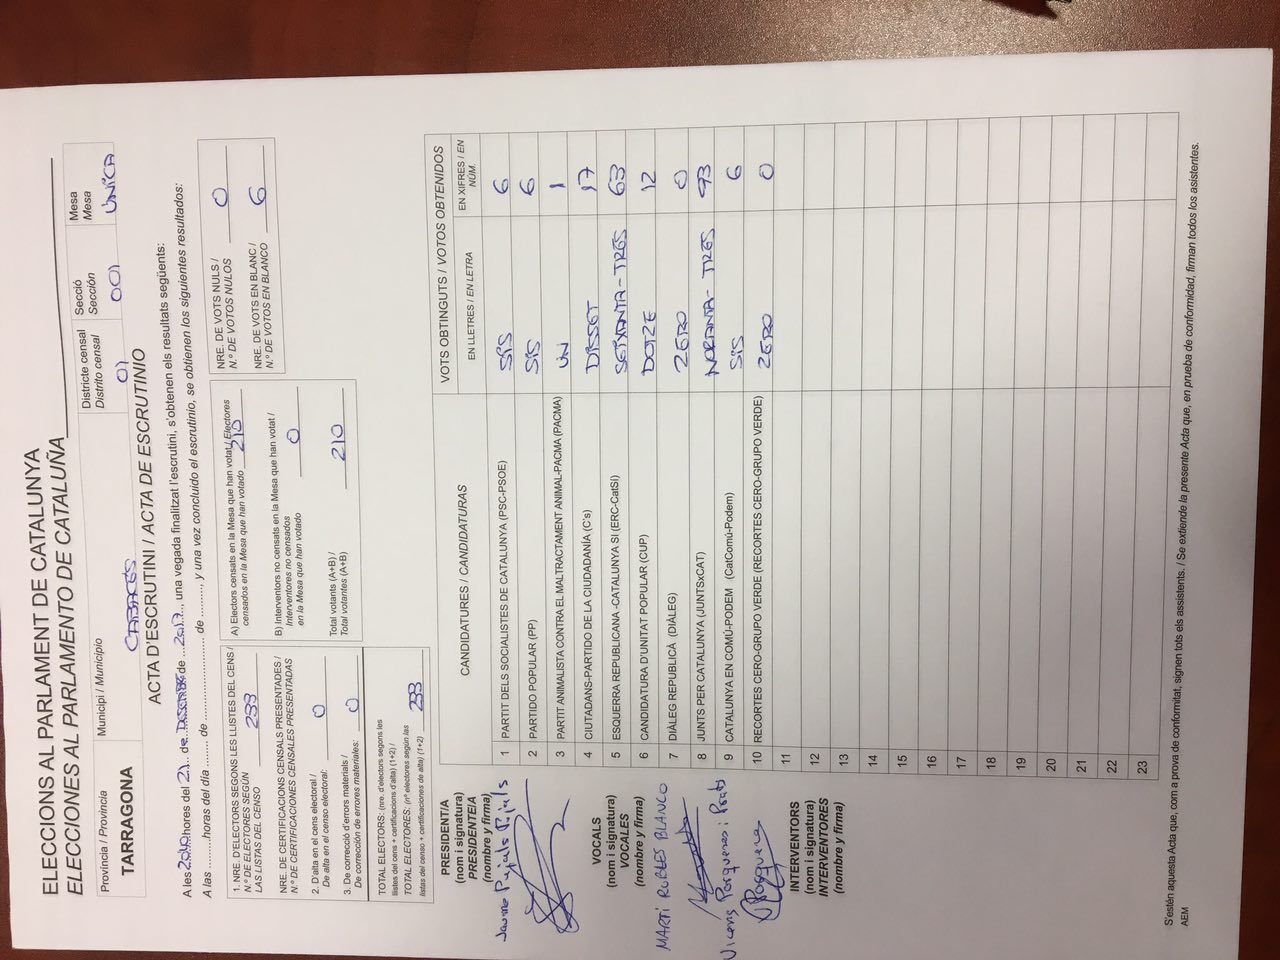 ELECCIONS AL PARLAMENT DE CATALUNYA
ELECCIONES AL PARLAMENTO DE CATALUÑA
Província / Provincia
TARRAGONA
Municipi / Municipio
CABACÉS
Districte censal
Distrito censal
01
Secció
Sección
001
Mesa
Mesa
ÚNICA
ACTA D'ESCRUTINI / ACTA DE ESCRUTINIO
A les 20:40 hores del 21 de DESEMBRE de 2017, una vegada finalitzat l'escrutini, s'obtenen els resultats següents:
A las ......... horas del día ........ de ........................ de .........., y una vez concluido el escrutinio, se obtienen los siguientes resultados:
1. NRE. D'ELECTORS SEGONS LES LLISTES DEL CENS /
N.º DE ELECTORES SEGÚN
LAS LISTAS DEL CENSO
253
NRE. DE CERTIFICACIONS CENSALS PRESENTADES /
N.º DE CERTIFICACIONES CENSALES PRESENTADAS
2. D'alta en el cens electoral /
De alta en el censo electoral:
0
3. De correcció d'errors materials /
De corrección de errores materiales:
0
TOTAL ELECTORS: (nre. d'electors segons les
llistes del cens + certificacions d'alta) (1+2) /
TOTAL ELECTORES: (nº electores según las
listas del censo + certificaciones de alta) (1+2)
253
A) Electors censats en la Mesa que han votat / Electores
censados en la Mesa que han votado
210
B) Interventors no censats en la Mesa que han votat /
Interventores no censados
en la Mesa que han votado
0
Total votants (A+B) /
Total votantes (A+B)
210
NRE. DE VOTS NULS /
N.º DE VOTOS NULOS
0
NRE. DE VOTS EN BLANC /
N.º DE VOTOS EN BLANCO
6
PRESIDENT/A
(nom i signatura)
PRESIDENTE/A
(nombre y firma)
Jaume Pujals Pujals
VOCALS
(nom i signatura)
VOCALES
(nombre y firma)
MARTÍ ROBLES BLANCO
Vicenç Porqueres i Prats
INTERVENTORS
(nom i signatura)
INTERVENTORES
(nombre y firma)
CANDIDATURES / CANDIDATURAS
VOTS OBTINGUTS / VOTOS OBTENIDOS
EN LLETRES / EN LETRA
EN XIFRES / EN NÚM.
1 PARTIT DELS SOCIALISTES DE CATALUNYA (PSC-PSOE) SIS 6
2 PARTIDO POPULAR (PP) SIS 6
3 PARTIT ANIMALISTA CONTRA EL MALTRACTAMENT ANIMAL-PACMA (PACMA) UN 1
4 CIUTADANS-PARTIDO DE LA CIUDADANÍA (C's) DISSET 17
5 ESQUERRA REPUBLICANA -CATALUNYA SI (ERC-CatSi) SEIXANTA-TRES 63
6 CANDIDATURA D'UNITAT POPULAR (CUP) DOTZE 12
7 DIÀLEG REPUBLICÀ (DIÀLEG) ZERO 0
8 JUNTS PER CATALUNYA (JUNTSxCAT) NORANTA-TRES 93
9 CATALUNYA EN COMÚ-PODEM (CatComú-Podem) SIS 6
10 RECORTES CERO-GRUPO VERDE (RECORTES CERO-GRUPO VERDE) ZERO 0
11
12
13
14
15
16
17
18
19
20
21
22
23
S'estén aquesta Acta que, com a prova de conformitat, signen tots els assistents. / Se extiende la presente Acta que, en prueba de conformidad, firman todos los asistentes.
AEM